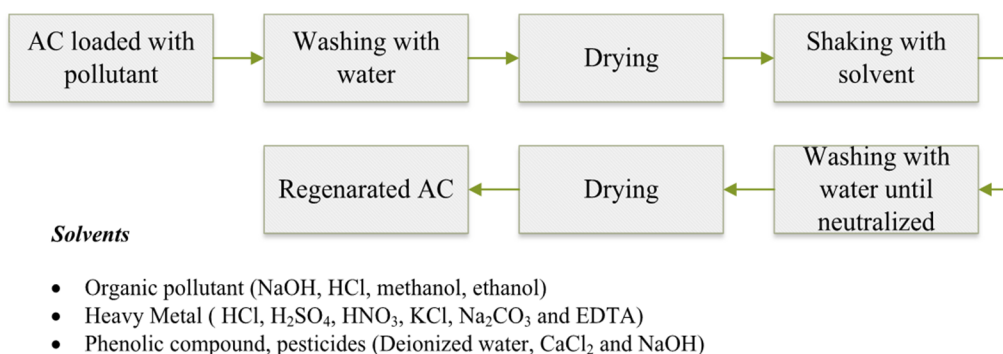 AC loaded with
pollutant
Washing with
water
Drying
Shaking with
solvent
Washing with
water until
neutralized
Drying
Regenarated AC
Solvents
• Organic pollutant (NaOH, HCl, methanol, ethanol)
• Heavy Metal ( HCl, H₂SO₄, HNO₃, KCl, Na₂CO₃ and EDTA)
• Phenolic compound, pesticides (Deionized water, CaCl₂ and NaOH)